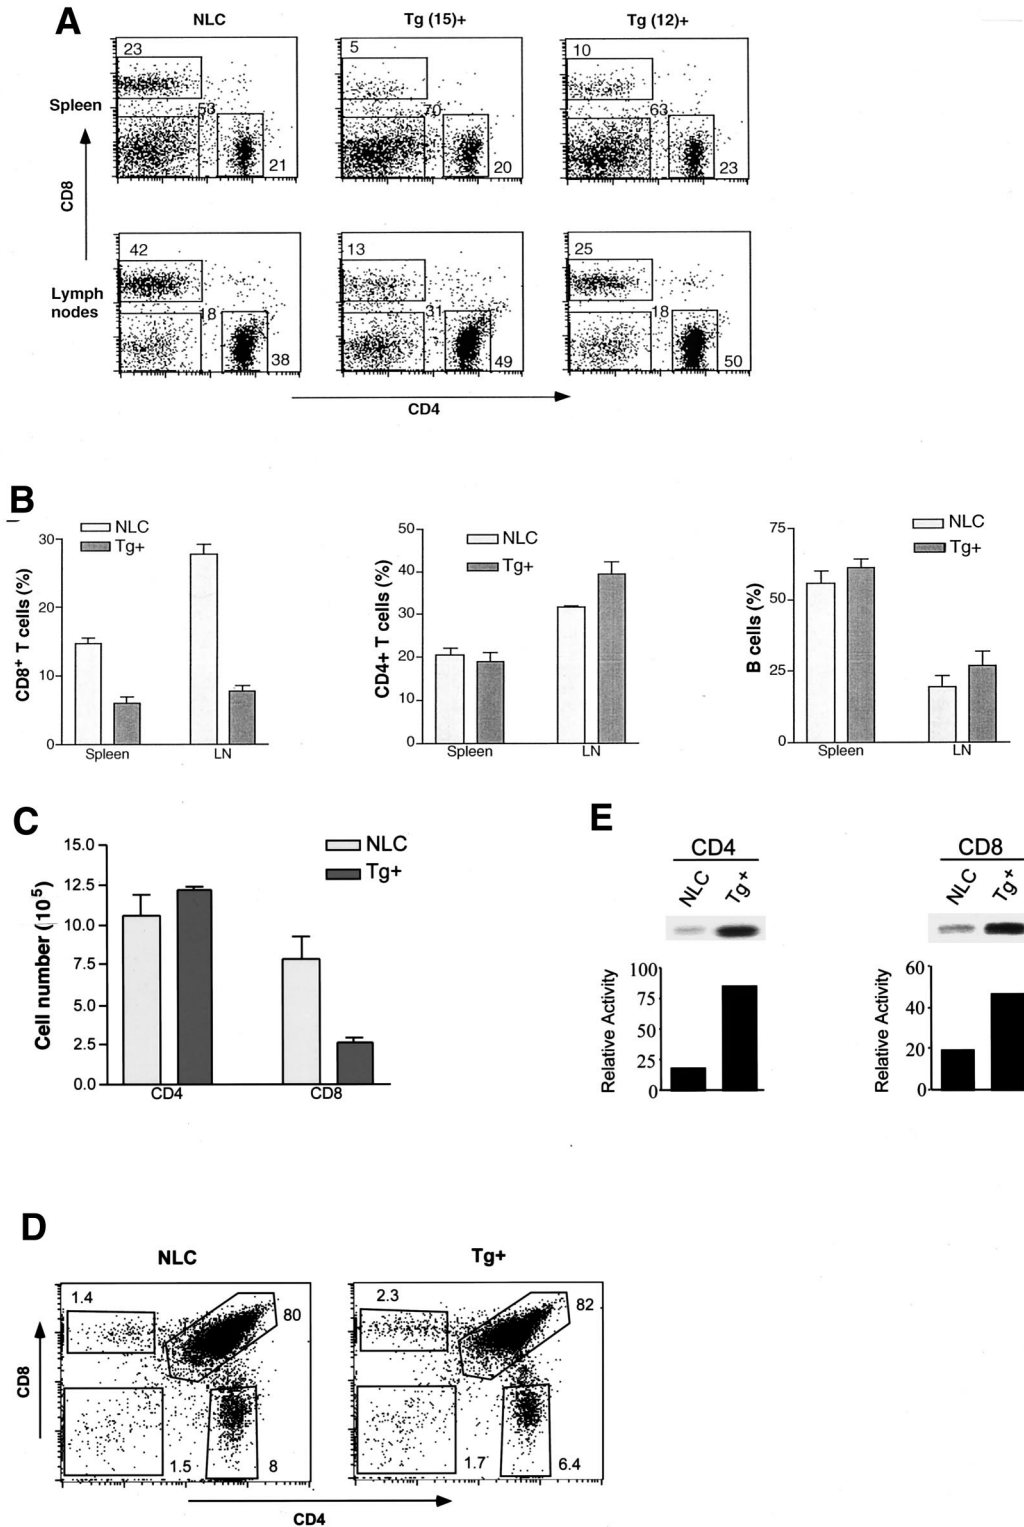 A
NLC
Tg (15)+
Tg (12)+
23
5
10
Spleen
53
70
63
21
20
23
CD8
42
13
25
Lymph
nodes
18
31
18
38
49
50
CD4
B
NLC
Tg+
30
20
10
0
CD8+ T cells (%)
Spleen
LN
NLC
Tg+
50
40
30
20
10
0
CD4+ T cells (%)
Spleen
LN
NLC
Tg+
75
50
25
0
B cells (%)
Spleen
LN
C
NLC
Tg+
15.0
12.5
10.0
7.5
5.0
2.5
0.0
Cell number (10^5)
CD4
CD8
E
CD4
NLC
Tg+
100
75
50
25
0
Relative Activity
CD8
NLC
Tg+
60
40
20
0
Relative Activity
D
NLC
Tg+
1.4
80
2.3
82
CD8
1.5
8
1.7
6.4
CD4